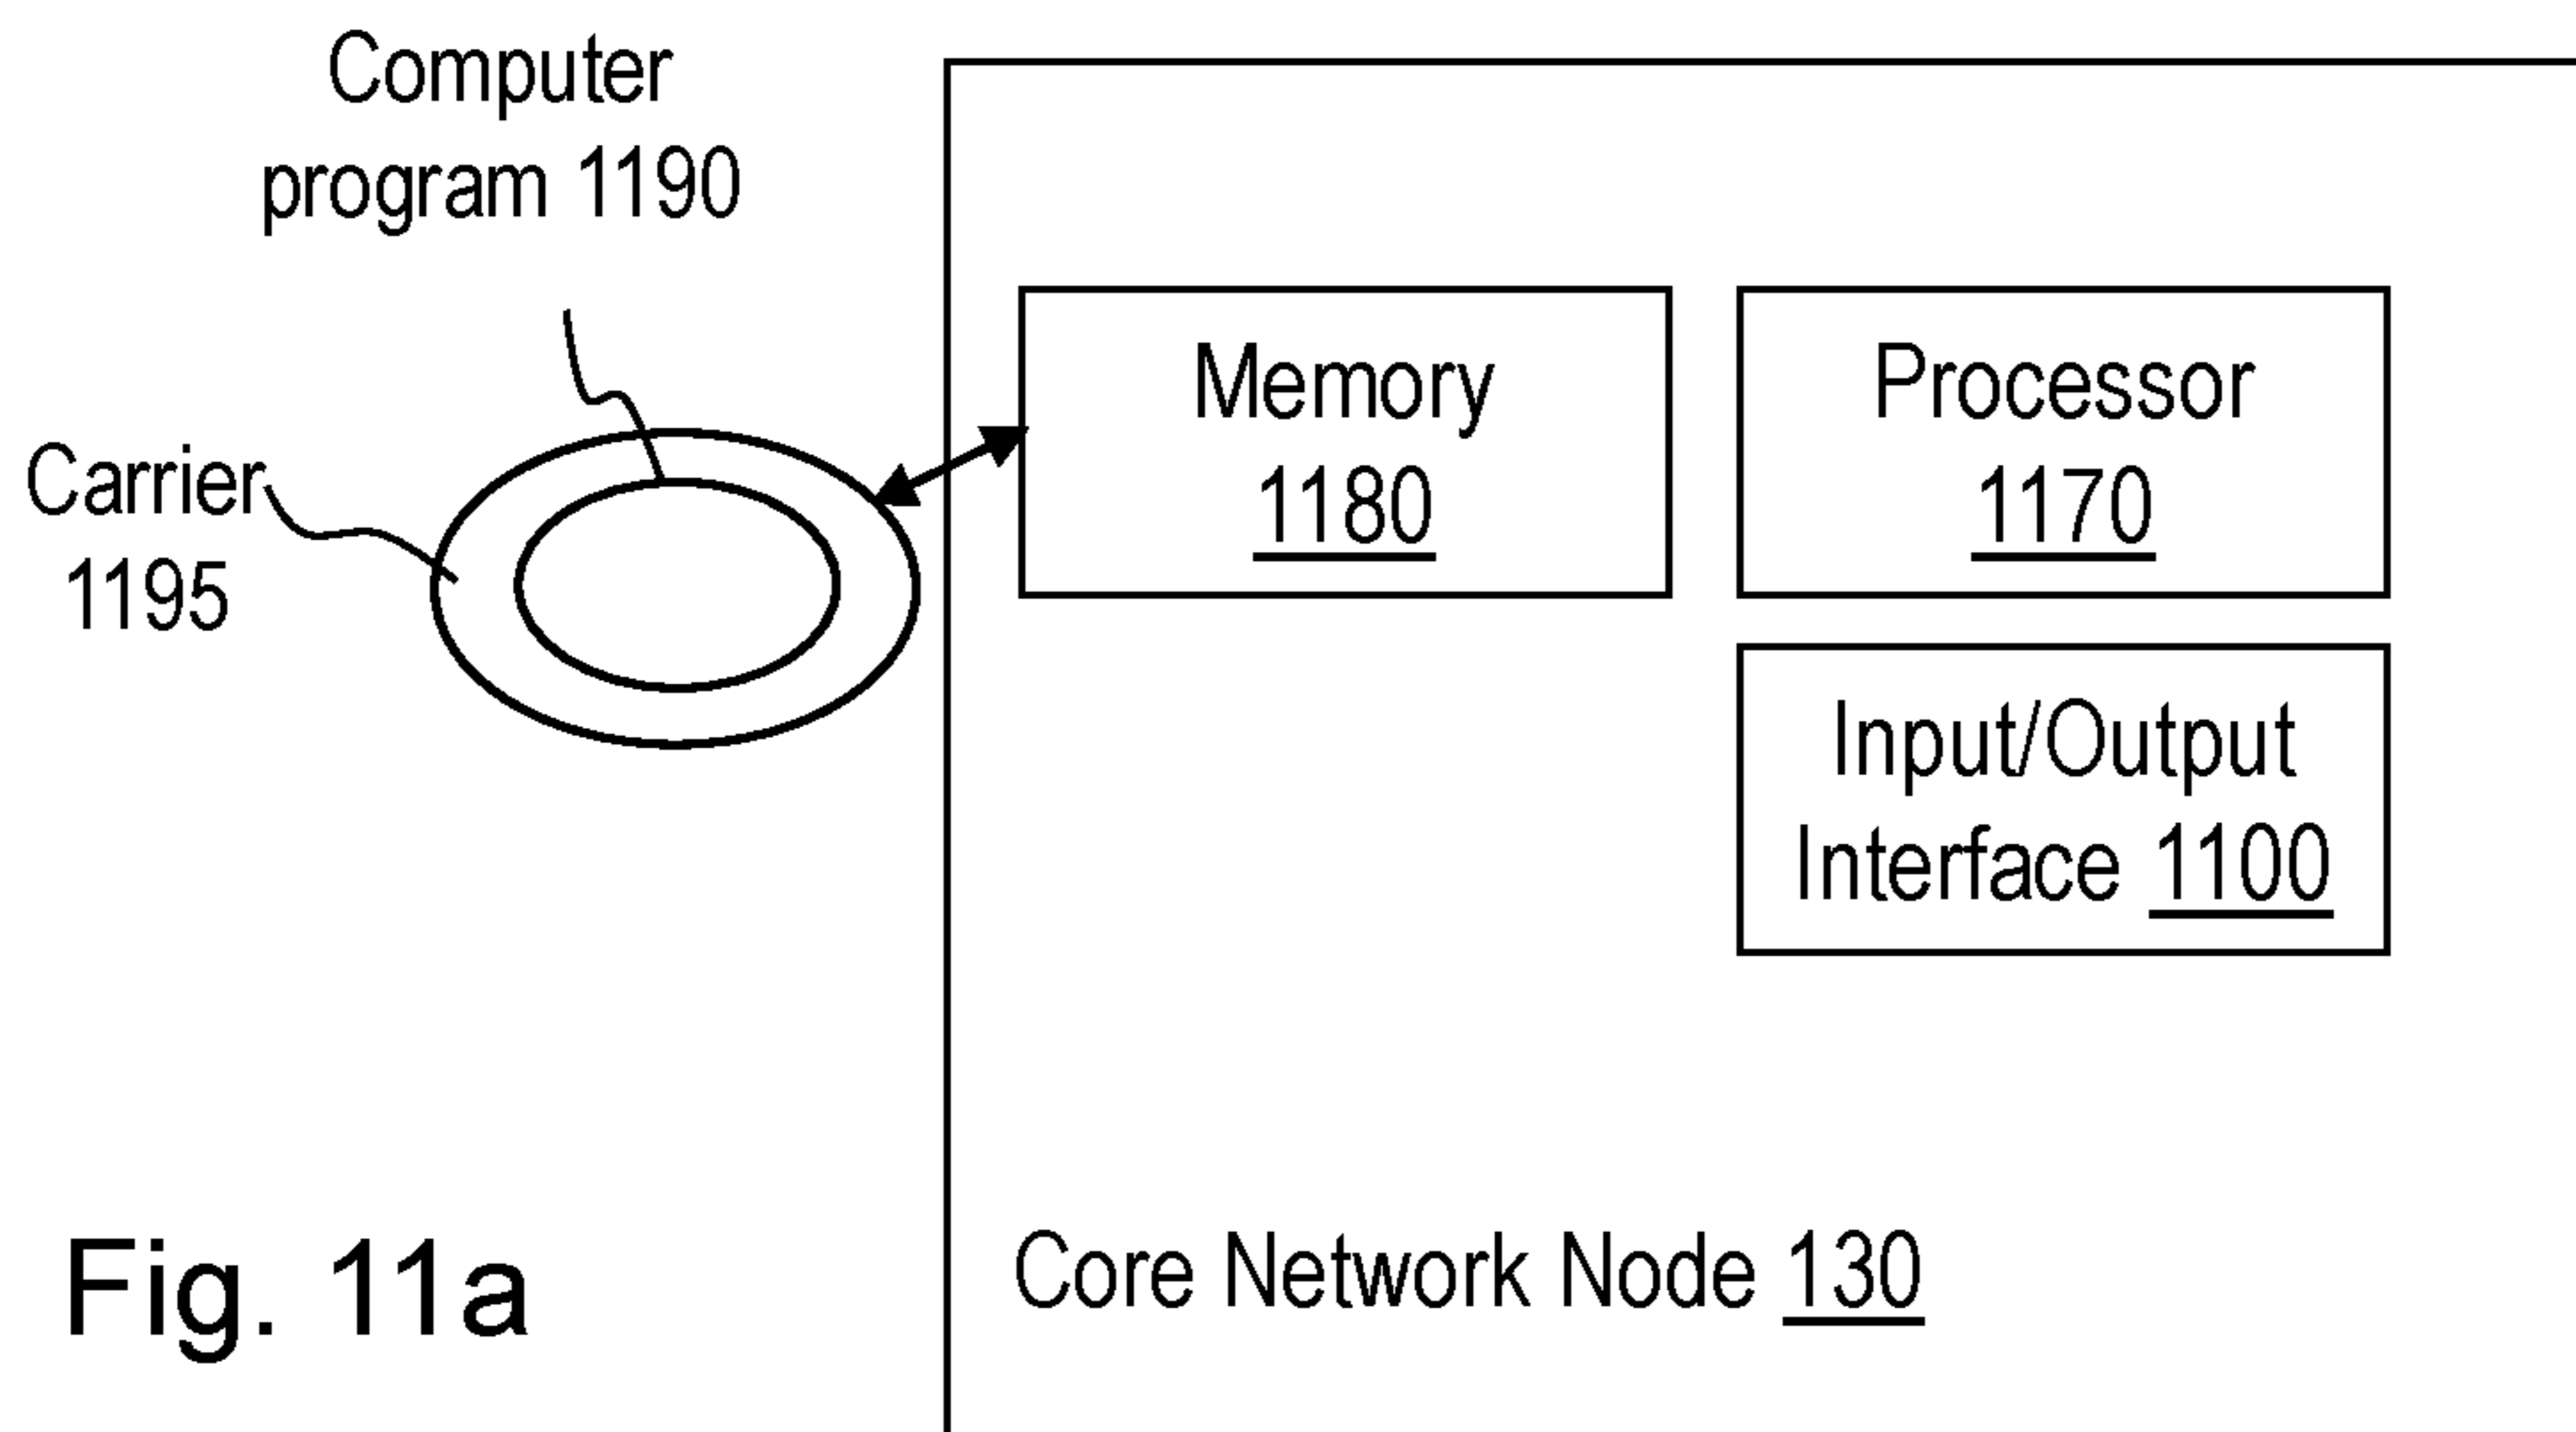 Computer
program 1190
Carrier
1195
Memory
1180
Processor
1170
Input/Output
Interface 1100
Core Network Node 130
Fig. 11a